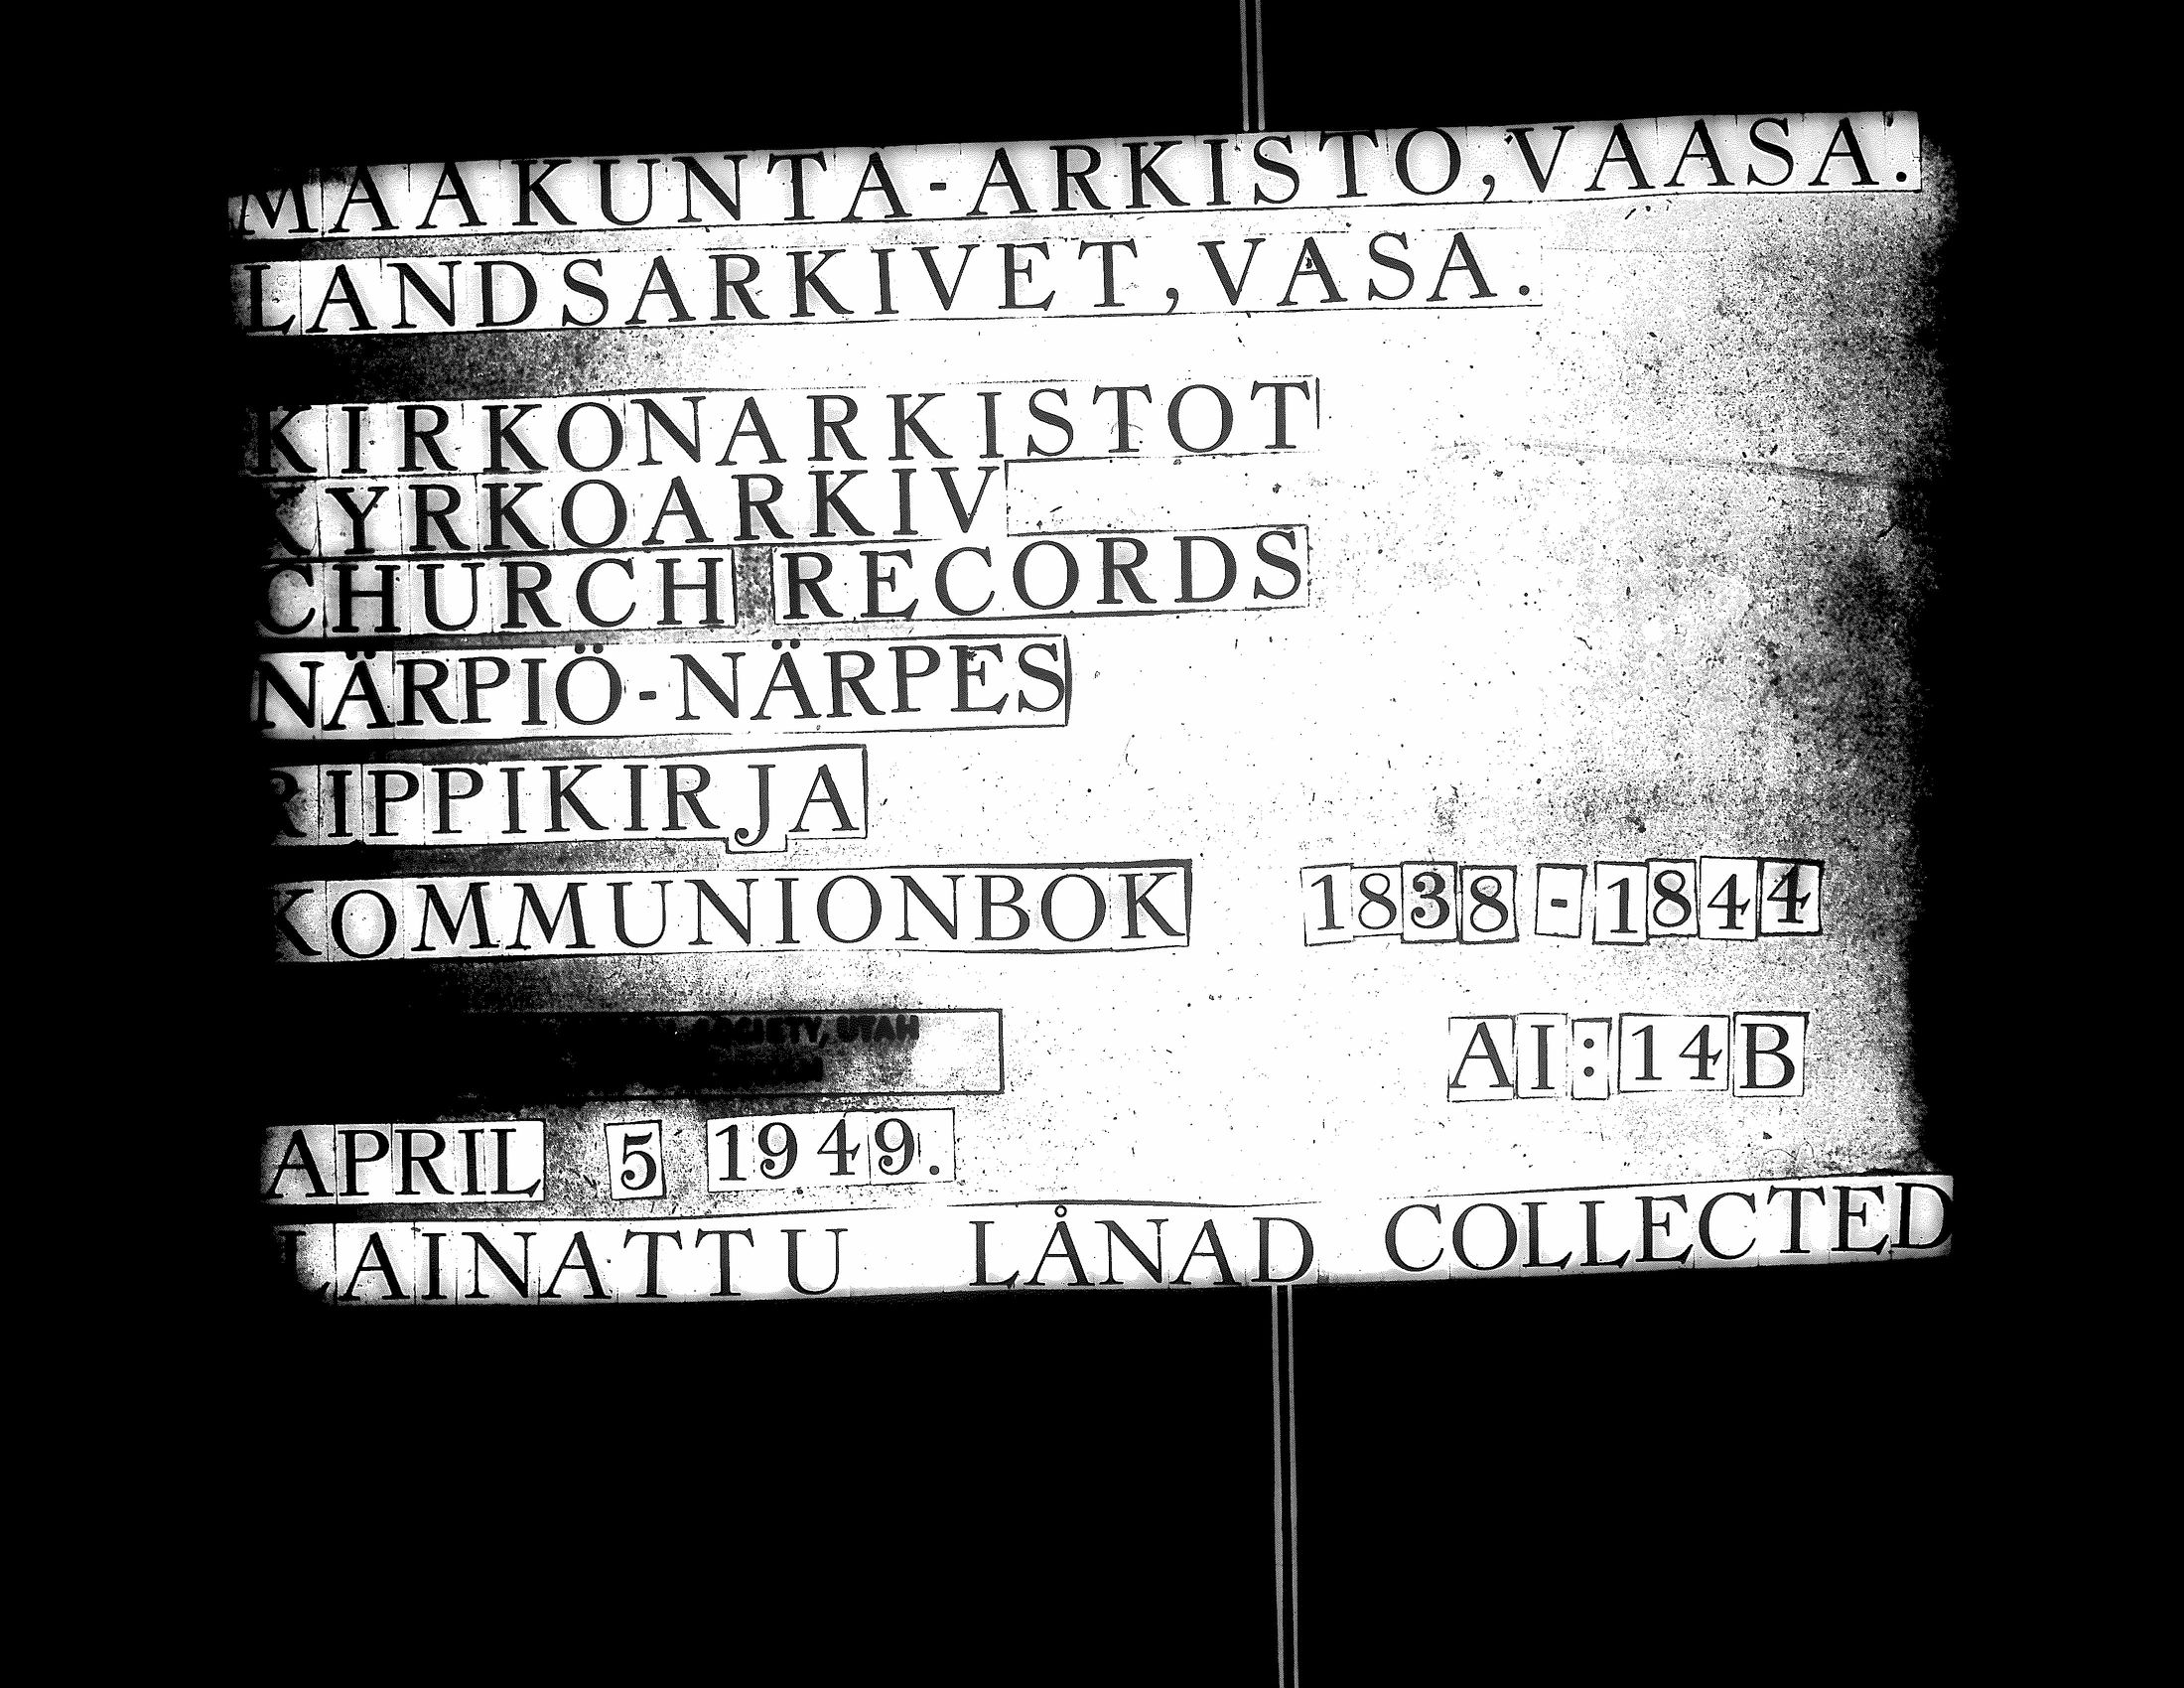 MAAKUNTA-ARKISTO, VAASA.
LANDSARKIVET, VASA.
KIRKONARKISTOT
KYRKOARKIV
CHURCH RECORDS
NÄRPIÖ-NÄRPES
RIPPIKIRJA
KOMMUNIONBOK 1838-1844
SOCIETY, UTAH
AI:14B
APRIL 5 1949.
LAINATTU LÅNAD COLLECTED